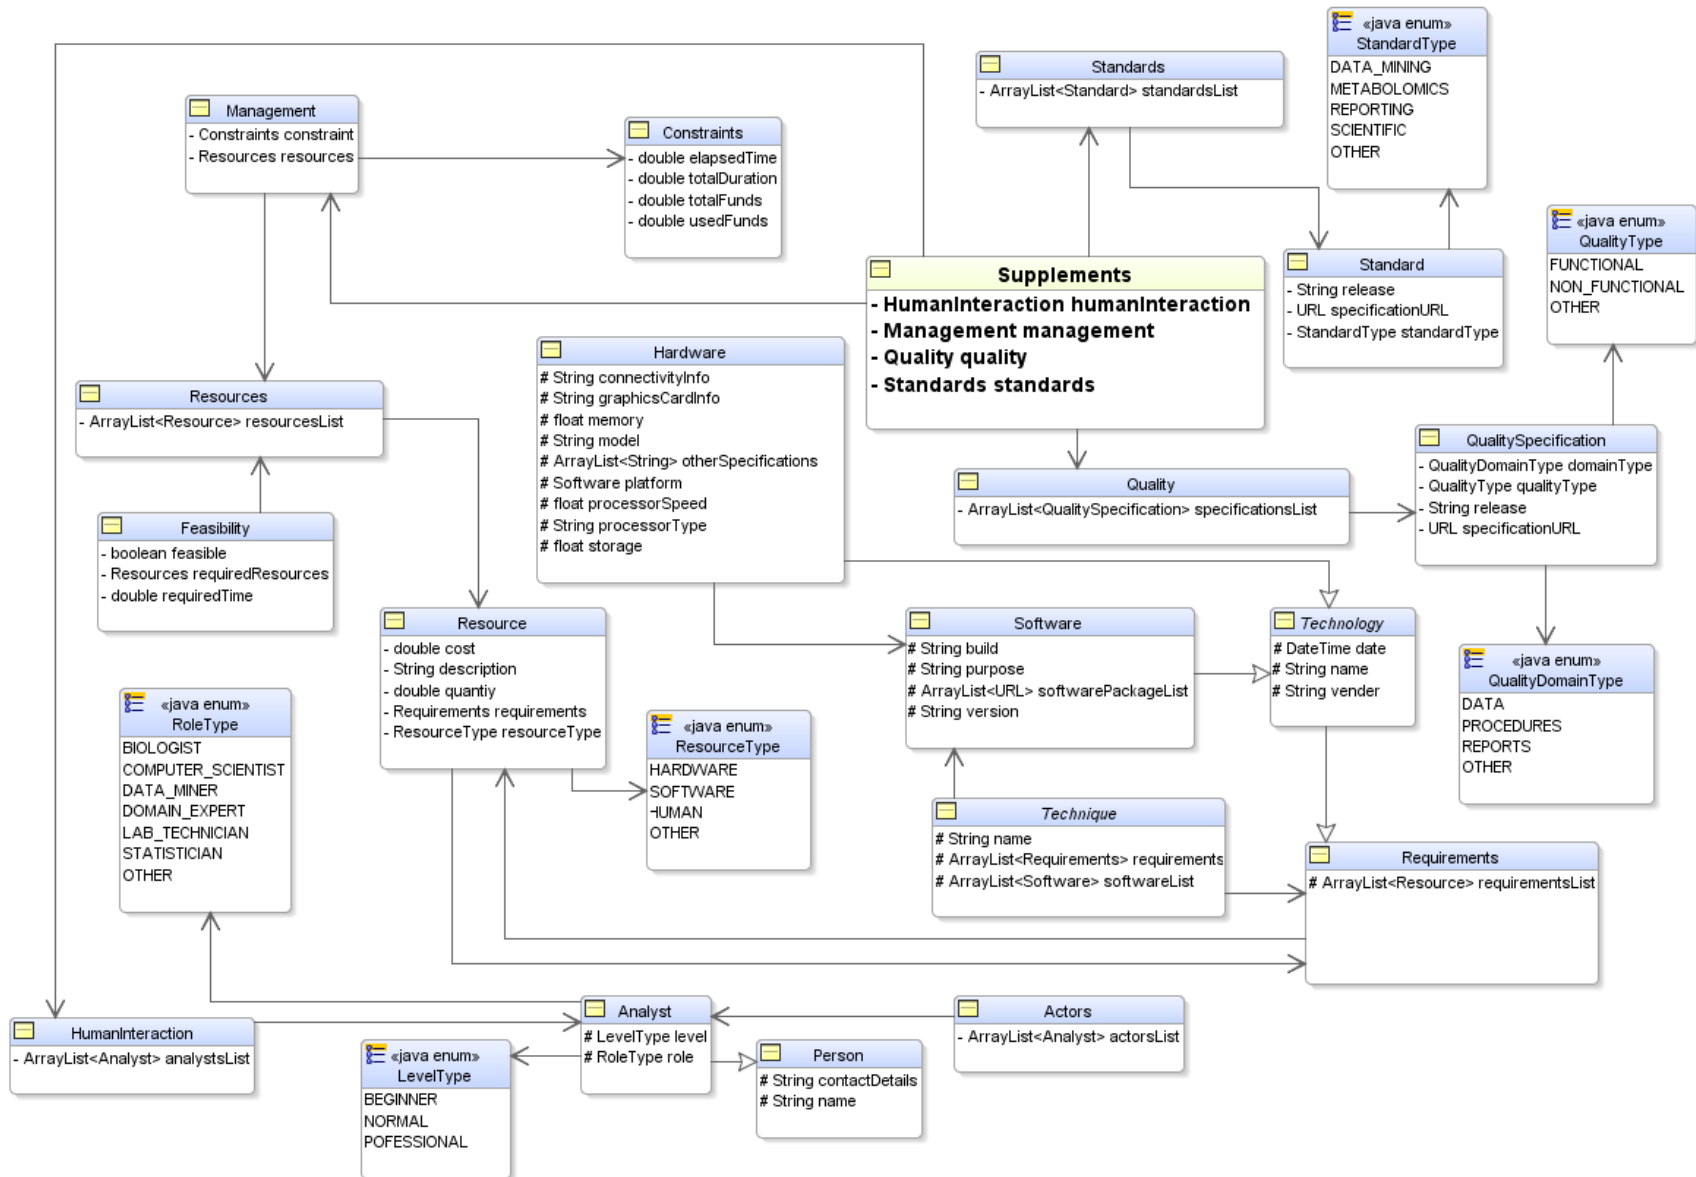 «java enum»
StandardType
DATA_MINING
METABOLOMICS
REPORTING
SCIENTIFIC
OTHER
Standards
- ArrayList<Standard> standardsList
Management
- Constraints constraint
- Resources resources
Constraints
- double elapsedTime
- double totalDuration
- double totalFunds
- double usedFunds
«java enum»
QualityType
FUNCTIONAL
NON_FUNCTIONAL
OTHER
Standard
- String release
- URL specificationURL
- StandardType standardType
Supplements
- HumanInteraction humanInteraction
- Management management
- Quality quality
- Standards standards
Hardware
# String connectivityInfo
# String graphicsCardInfo
# float memory
# String model
# ArrayList<String> otherSpecifications
# Software platform
# float processorSpeed
# String processorType
# float storage
Resources
- ArrayList<Resource> resourcesList
QualitySpecification
- QualityDomainType domainType
- QualityType qualityType
- String release
- URL specificationURL
Quality
- ArrayList<QualitySpecification> specificationsList
Feasibility
- boolean feasible
- Resources requiredResources
- double requiredTime
Resource
- double cost
- String description
- double quantiy
- Requirements requirements
- ResourceType resourceType
Software
# String build
# String purpose
# ArrayList<URL> softwarePackageList
# String version
Technology
# DateTime date
# String name
# String vender
«java enum»
QualityDomainType
DATA
PROCEDURES
REPORTS
OTHER
«java enum»
RoleType
BIOLOGIST
COMPUTER_SCIENTIST
DATA_MINER
DOMAIN_EXPERT
LAB_TECHNICIAN
STATISTICIAN
OTHER
«java enum»
ResourceType
HARDWARE
SOFTWARE
HUMAN
OTHER
Technique
# String name
# ArrayList<Requirements> requirements
# ArrayList<Software> softwareList
Requirements
# ArrayList<Resource> requirementsList
HumanInteraction
- ArrayList<Analyst> analystsList
Analyst
# LevelType level
# RoleType role
Actors
- ArrayList<Analyst> actorsList
«java enum»
LevelType
BEGINNER
NORMAL
POFESSIONAL
Person
# String contactDetails
# String name